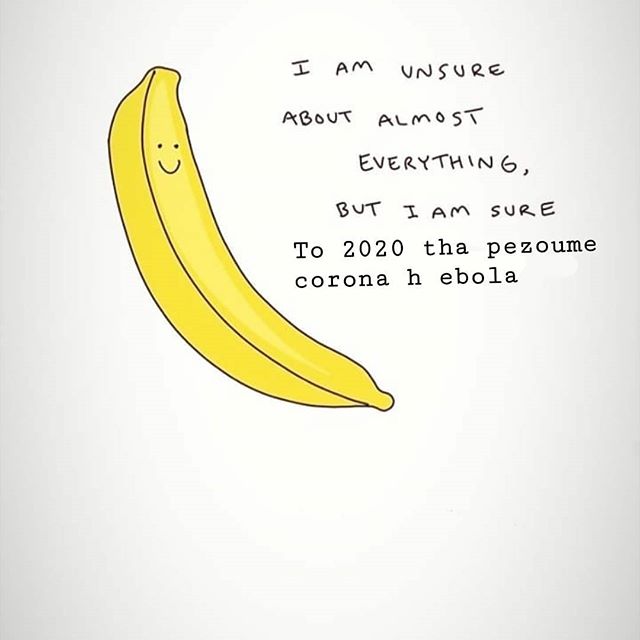 I AM UNSURE
ABOUT ALMOST
EVERYTHING,
BUT I AM SURE
To 2020 tha pezoume
corona h ebola